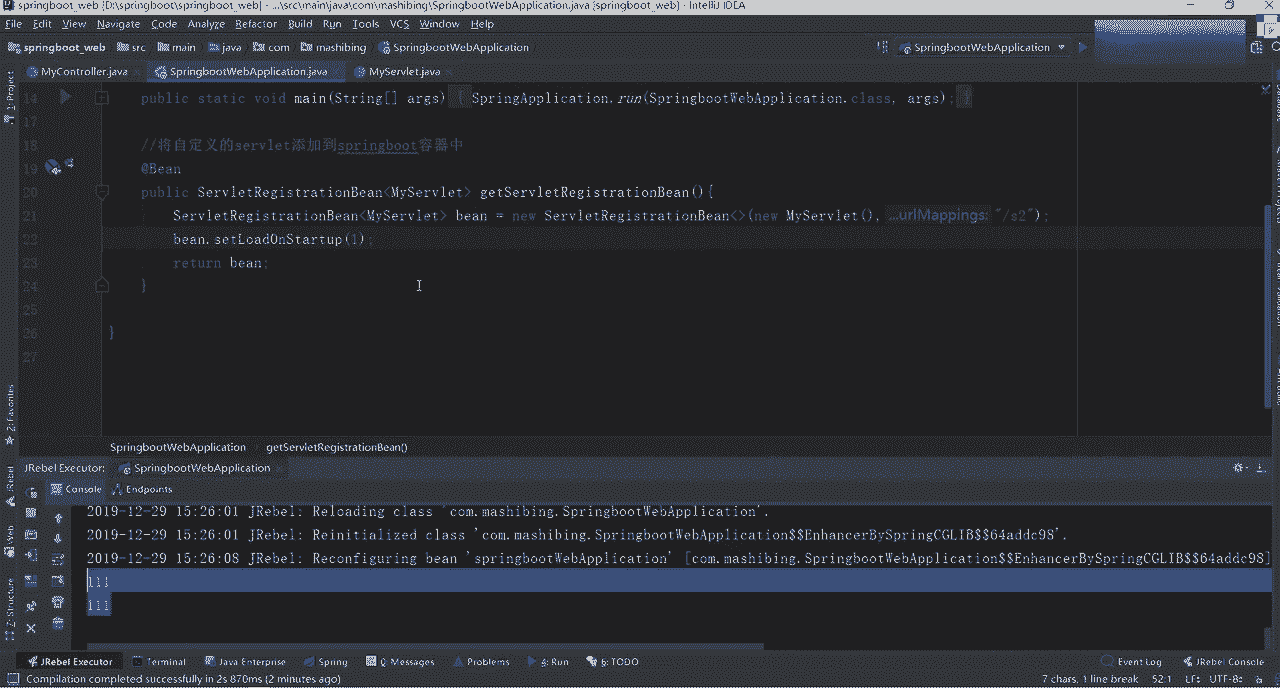 springboot_web [D:\springboot\springboot_web] - ...\src\main\java\com\mashibing\SpringbootWebApplication.java [springboot_web] - IntelliJ IDEA
File Edit View Navigate Code Analyze Refactor Build Run Tools VCS Window Help
springboot_web src main java com mashibing SpringbootWebApplication SpringbootWebApplication
MyController.java SpringbootWebApplication.java MyServlet.java
1: Project
14 public static void main(String[] args) { SpringApplication.run(SpringbootWebApplication.class, args); }
17
18 //将自定义的servlet添加到springboot容器中
19 @Bean
20 public ServletRegistrationBean<MyServlet> getServletRegistrationBean(){
21 ServletRegistrationBean<MyServlet> bean = new ServletRegistrationBean<>(new MyServlet(), ...urlMappings: "/s2");
22 bean.setLoadOnStartup(1);
23 return bean;
24 }
25
26 }
27
2: Favorites
SpringbootWebApplication getServletRegistrationBean()
JRebel
JRebel Executor: SpringbootWebApplication
Console Endpoints
Web
2019-12-29 15:26:01 JRebel: Reloading class 'com.mashibing.SpringbootWebApplication'.
2019-12-29 15:26:01 JRebel: Reinitialized class 'com.mashibing.SpringbootWebApplication$$EnhancerBySpringCGLIB$$64addc98'.
2019-12-29 15:26:08 JRebel: Reconfiguring bean 'springbootWebApplication' [com.mashibing.SpringbootWebApplication$$EnhancerBySpringCGLIB$$64addc98]
111
111
Z: Structure
JRebel Executor Terminal Java Enterprise Spring 0: Messages Problems 4: Run 6: TODO Event Log JRebel Console
Compilation completed successfully in 2s 870ms (2 minutes ago) 7 chars, 1 line break 52:1 LF: UTF-8: